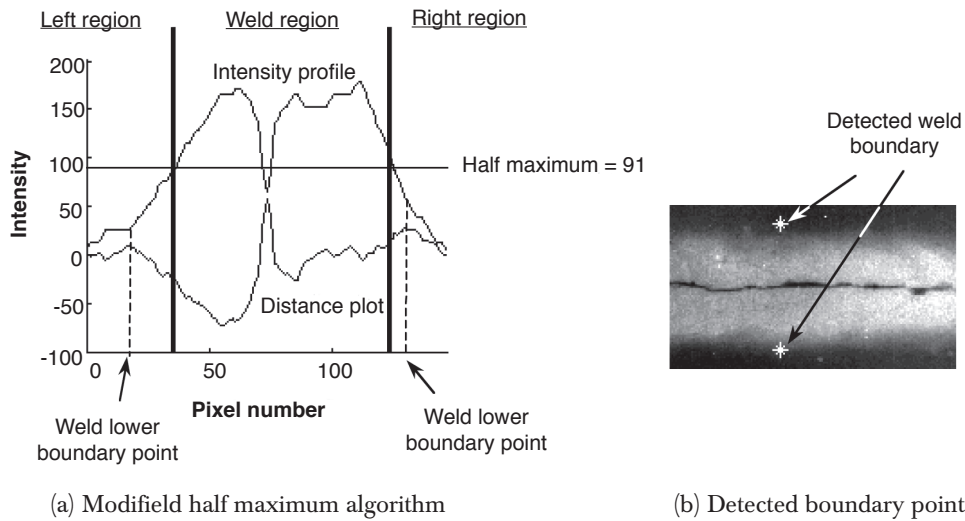 Left region
Weld region
Right region
200
150
100
50
0
-50
-100
Intensity
Intensity profile
Half maximum = 91
Distance plot
0
50
100
Pixel number
Weld lower
boundary point
Weld lower
boundary point
(a) Modifield half maximum algorithm
Detected weld
boundary
(b) Detected boundary point